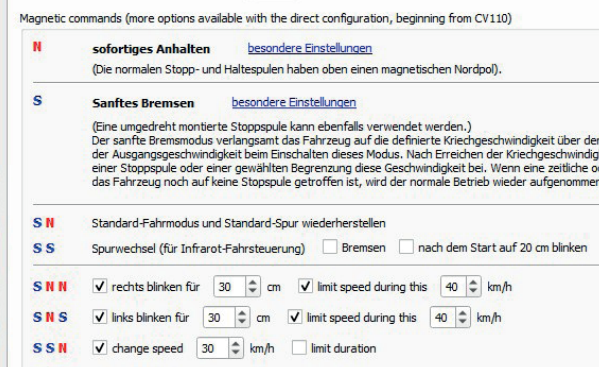 Magnetic commands (more options available with the direct configuration, beginning from CV110)
N sofortiges Anhalten besondere Einstellungen
(Die normalen Stopp- und Haltespulen haben oben einen magnetischen Nordpol).
S Sanftes Bremsen besondere Einstellungen
(Eine umgedreht montierte Stoppspule kann ebenfalls verwendet werden.)
Der sanfte Bremsmodus verlangsamt das Fahrzeug auf die definierte Kriechgeschwindigkeit über
der Ausgangsgeschwindigkeit beim Einschalten dieses Modus. Nach Erreichen der
einer Stoppspule oder einer gewählten Begrenzung diese Geschwindigkeit bei. Wenn eine zeitliche
das Fahrzeug noch auf keine Stopspule getroffen ist, wird der normale Betrieb wieder
S N Standard-Fahrmodus und Standard-Spur wiederherstellen
S S Spurwechsel (für Infrarot-Fahrsteuerung) Bremsen nach dem Start auf 20 cm blinken
S N N rechts blinken für 30 cm limit speed during this 40 km/h
S N S links blinken für 30 cm limit speed during this 40 km/h
S S N change speed 30 km/h limit duration